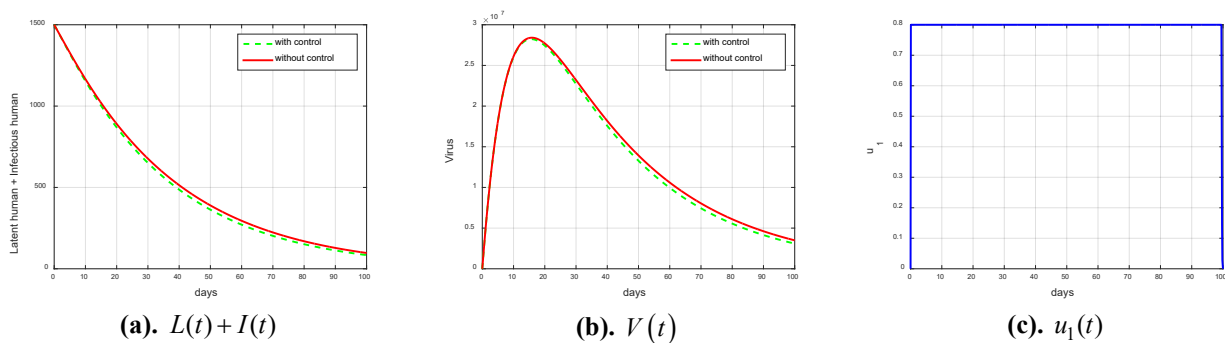 1500
1000
500
0
Latent human + Infectious human
with control
without control
0 10 20 30 40 50 60 70 80 90 100
days
(a). L(t) + I(t)
3 × 10⁷
2.5
2
1.5
1
0.5
0
Virus
with control
without control
0 10 20 30 40 50 60 70 80 90 100
days
(b). V(t)
0.8
0.7
0.6
0.5
0.4
0.3
0.2
0.1
0
u₁
0 10 20 30 40 50 60 70 80 90 100
days
(c). u₁(t)